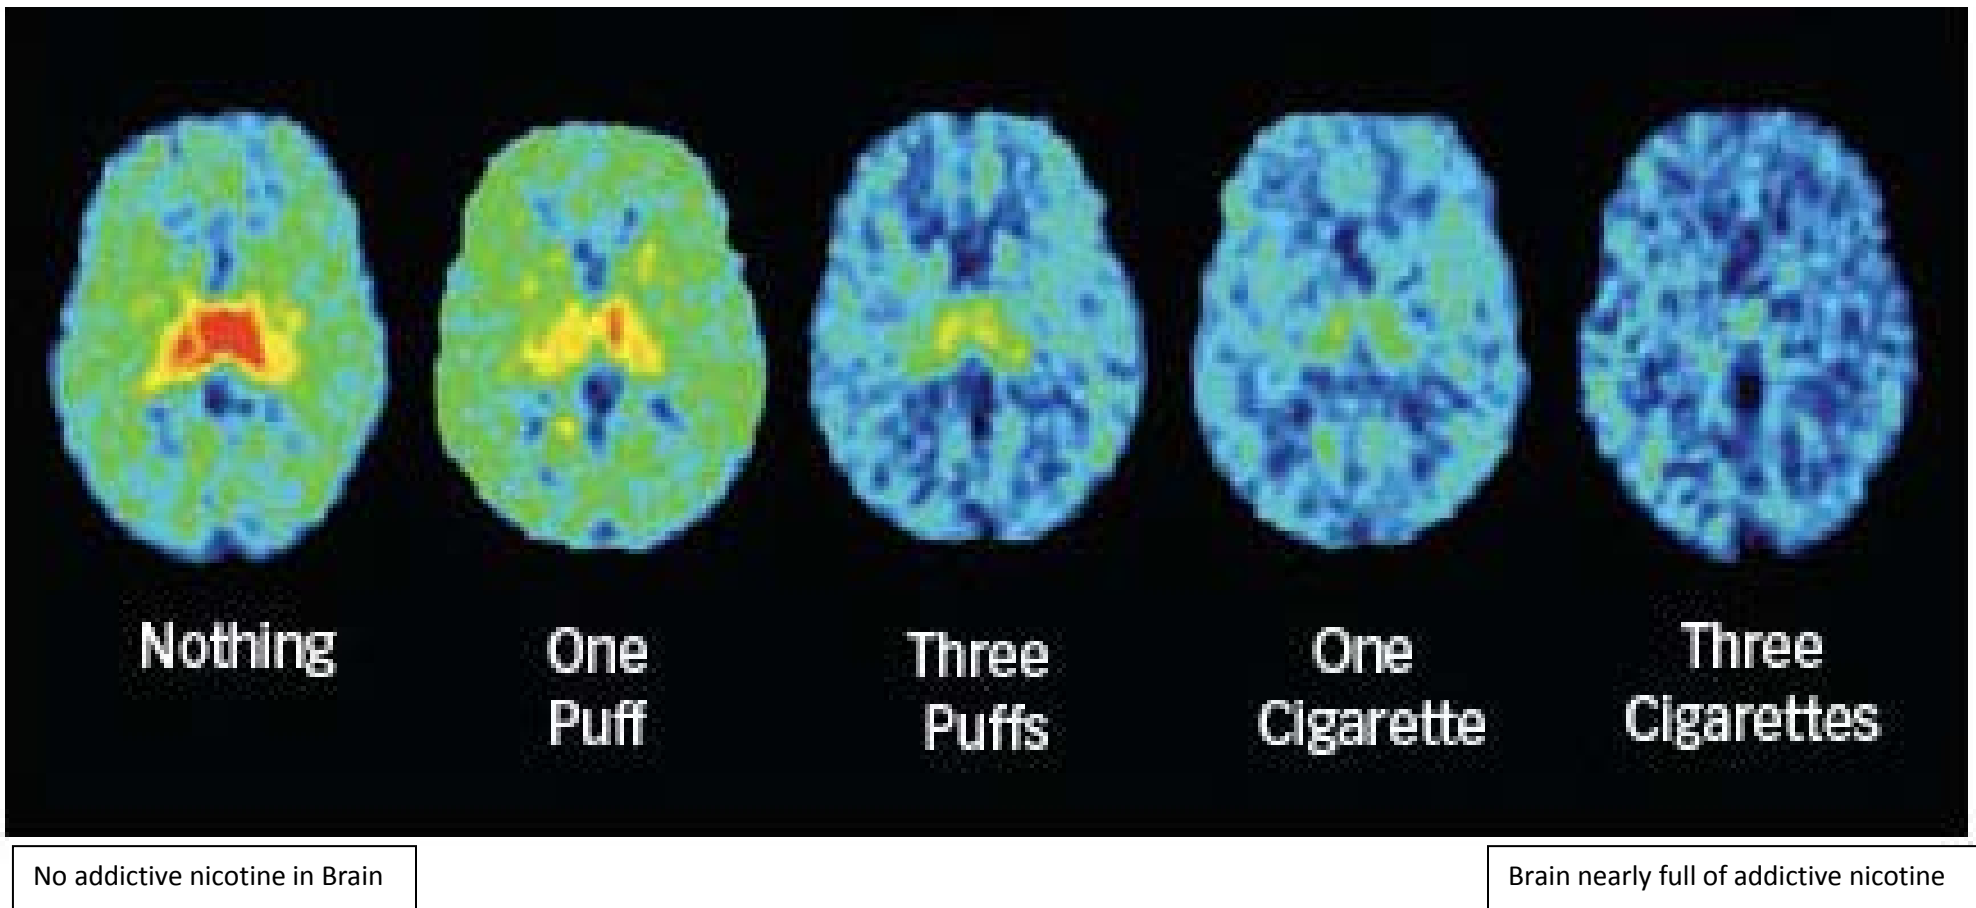 Nothing
One
Puff
Three
Puffs
One
Cigarette
Three
Cigarettes
No addictive nicotine in Brain
Brain nearly full of addictive nicotine